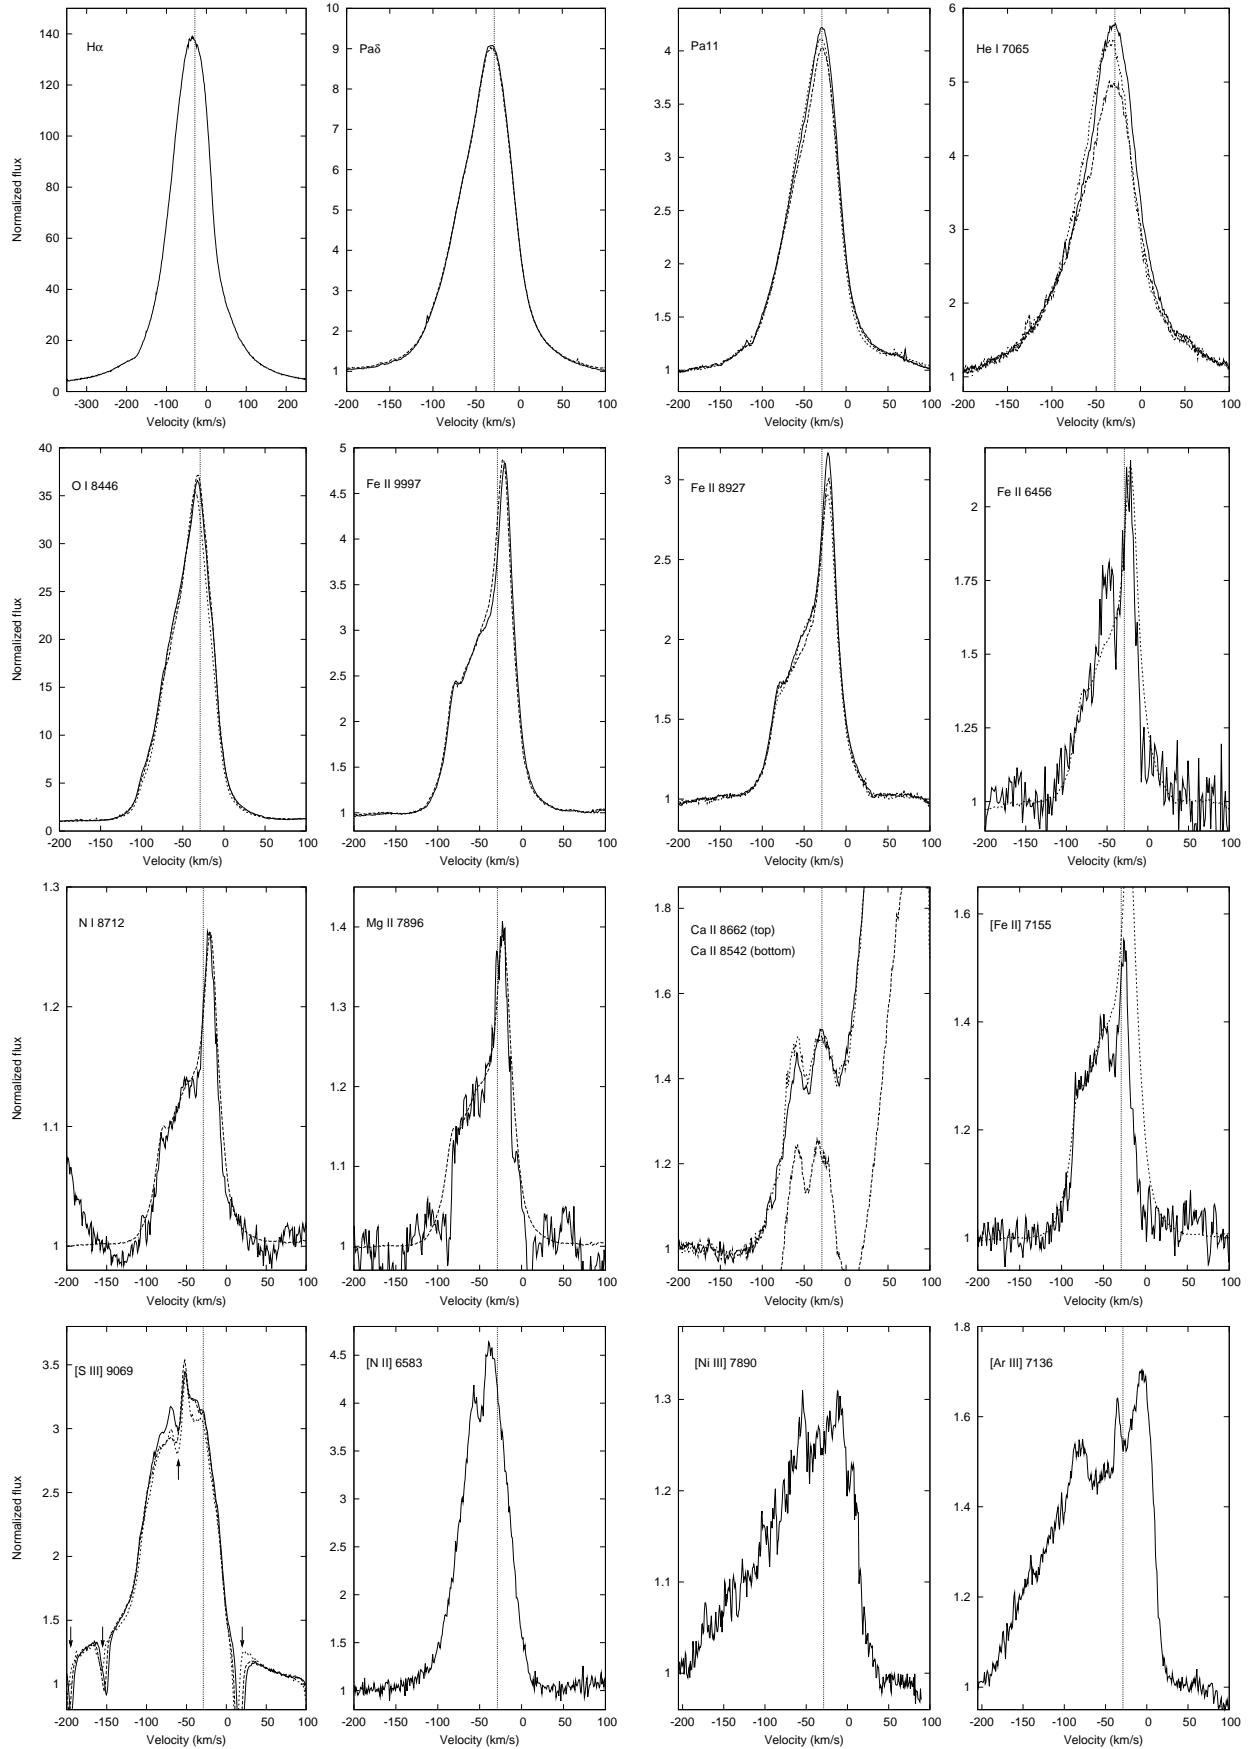 Normalized flux
150
140
120
100
80
60
40
20
0
Hα
-300 -200 -100 0 100 200
Velocity (km/s)
10
9
8
7
6
5
4
3
2
1
Paδ
-200 -150 -100 -50 0 50 100
Velocity (km/s)
4
3.5
3
2.5
2
1.5
1
Pa11
-200 -150 -100 -50 0 50 100
Velocity (km/s)
6
5
4
3
2
1
He I 7065
-200 -150 -100 -50 0 50 100
Velocity (km/s)
Normalized flux
40
35
30
25
20
15
10
5
0
O I 8446
-200 -150 -100 -50 0 50 100
Velocity (km/s)
5
4.5
4
3.5
3
2.5
2
1.5
1
Fe II 9997
-200 -150 -100 -50 0 50 100
Velocity (km/s)
3
2.5
2
1.5
1
Fe II 8927
-200 -150 -100 -50 0 50 100
Velocity (km/s)
2
1.75
1.5
1.25
1
Fe II 6456
-200 -150 -100 -50 0 50 100
Velocity (km/s)
Normalized flux
1.3
1.2
1.1
1
N I 8712
-200 -150 -100 -50 0 50 100
Velocity (km/s)
1.4
1.3
1.2
1.1
1
Mg II 7896
-200 -150 -100 -50 0 50 100
Velocity (km/s)
1.8
1.6
1.4
1.2
1
Ca II 8662 (top)
Ca II 8542 (bottom)
-200 -150 -100 -50 0 50 100
Velocity (km/s)
1.6
1.4
1.2
1
[Fe II] 7155
-200 -150 -100 -50 0 50 100
Velocity (km/s)
Normalized flux
3.5
3
2.5
2
1.5
1
[S III] 9069
-200 -150 -100 -50 0 50 100
Velocity (km/s)
4.5
4
3.5
3
2.5
2
1.5
1
[N II] 6583
-200 -150 -100 -50 0 50 100
Velocity (km/s)
1.3
1.2
1.1
1
[Ni III] 7890
-200 -150 -100 -50 0 50 100
Velocity (km/s)
1.8
1.6
1.4
1.2
1
[Ar III] 7136
-200 -150 -100 -50 0 50 100
Velocity (km/s)